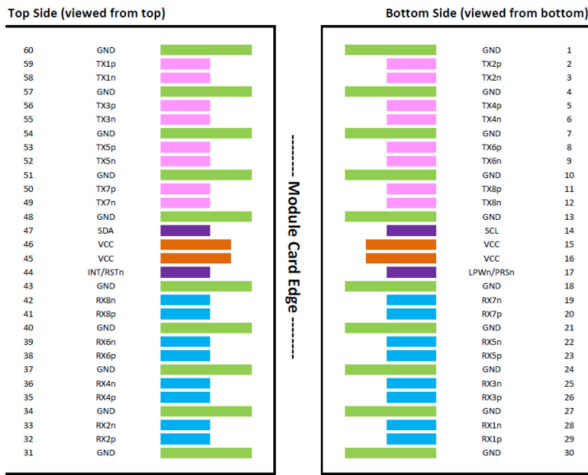 Top Side (viewed from top)
Bottom Side (viewed from bottom)
60 GND
59 TX1p
58 TX1n
57 GND
56 TX3p
55 TX3n
54 GND
53 TX5p
52 TX5n
51 GND
50 TX7p
49 TX7n
48 GND
47 SDA
46 VCC
45 VCC
44 INT/RSTn
43 GND
42 RX8n
41 RX8p
40 GND
39 RX6n
38 RX6p
37 GND
36 RX4n
35 RX4p
34 GND
33 RX2n
32 RX2p
31 GND
-------- Module Card Edge --------
GND 1
TX2p 2
TX2n 3
GND 4
TX4p 5
TX4n 6
GND 7
TX6p 8
TX6n 9
GND 10
TX8p 11
TX8n 12
GND 13
SCL 14
VCC 15
VCC 16
LPWn/PRSn 17
GND 18
RX7n 19
RX7p 20
GND 21
RX5n 22
RX5p 23
GND 24
RX3n 25
RX3p 26
GND 27
RX1n 28
RX1p 29
GND 30